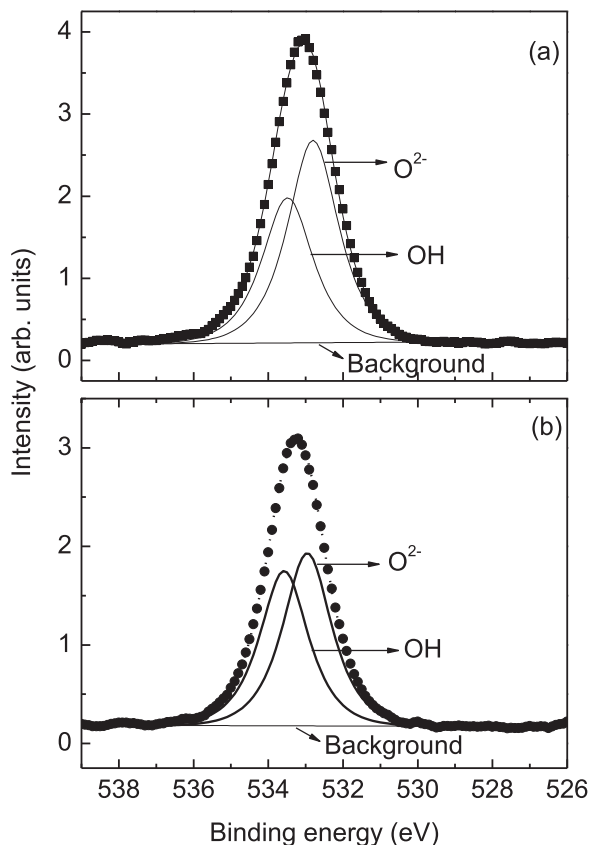 Intensity (arb. units)
4
3
2
1
0
(a)
O²⁻
OH
Background
3
2
1
0
(b)
O²⁻
OH
Background
538 536 534 532 530 528 526
Binding energy (eV)